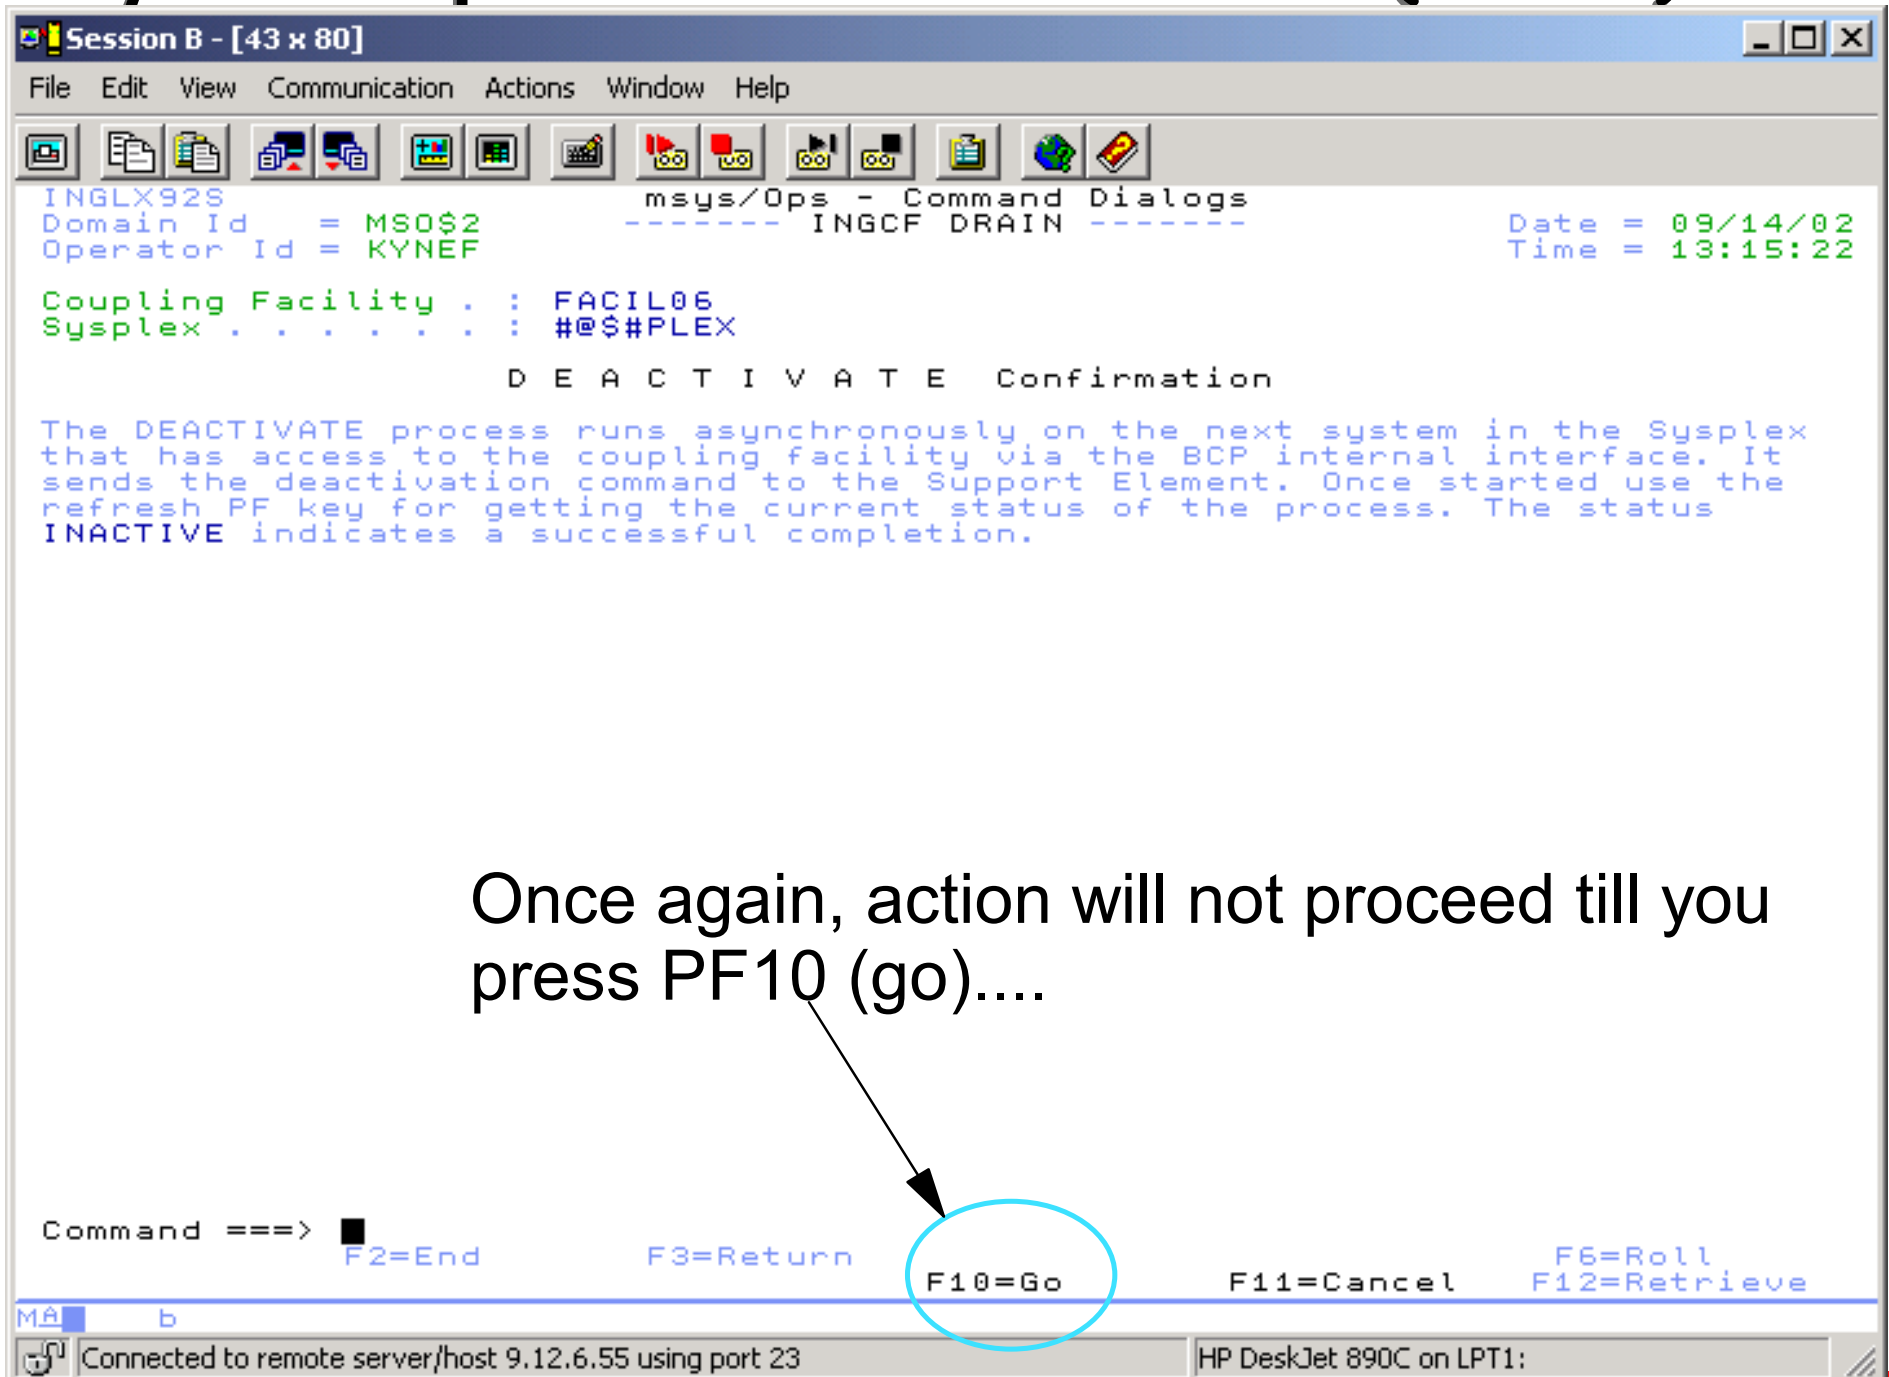 Session B - [43 x 80]
File Edit View Communication Actions Window Help
INGLX92S msys/Ops - Command Dialogs
Domain Id = MSO$2 ------- INGCF DRAIN ------- Date = 09/14/02
Operator Id = KYNEF Time = 13:15:22
Coupling Facility . : FACIL06
Sysplex . . . . . . : #@$#PLEX
D E A C T I V A T E Confirmation
The DEACTIVATE process runs asynchronously on the next system in the Sysplex
that has access to the coupling facility via the BCP internal interface. It
sends the deactivation command to the Support Element. Once started use the
refresh PF key for getting the current status of the process. The status
INACTIVE indicates a successful completion.
Once again, action will not proceed till you
press PF10 (go)....
Command ===>
F2=End F3=Return F6=Roll
F10=Go F11=Cancel F12=Retrieve
MA b
Connected to remote server/host 9.12.6.55 using port 23 HP DeskJet 890C on LPT1: